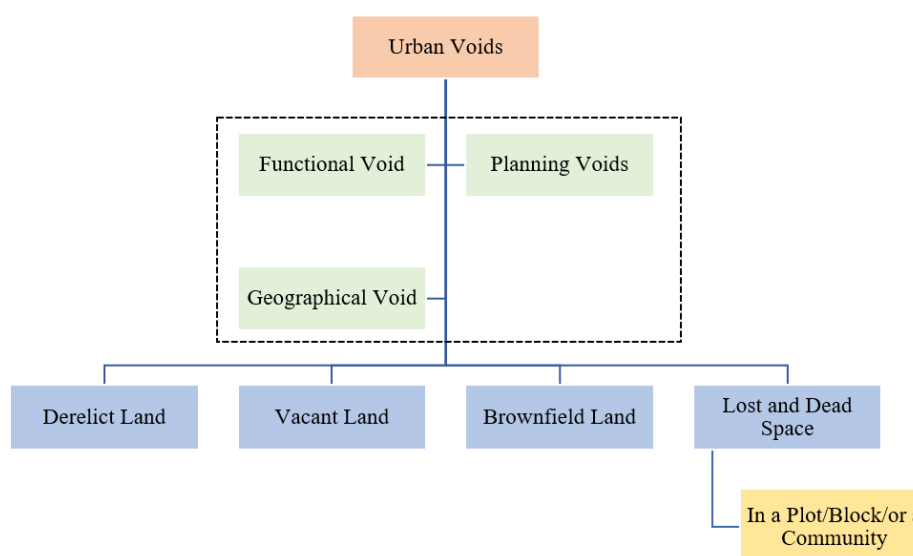 Urban Voids
Functional Void
Planning Voids
Geographical Void
Derelict Land
Vacant Land
Brownfield Land
Lost and Dead
Space
In a Plot/Block/or
Community